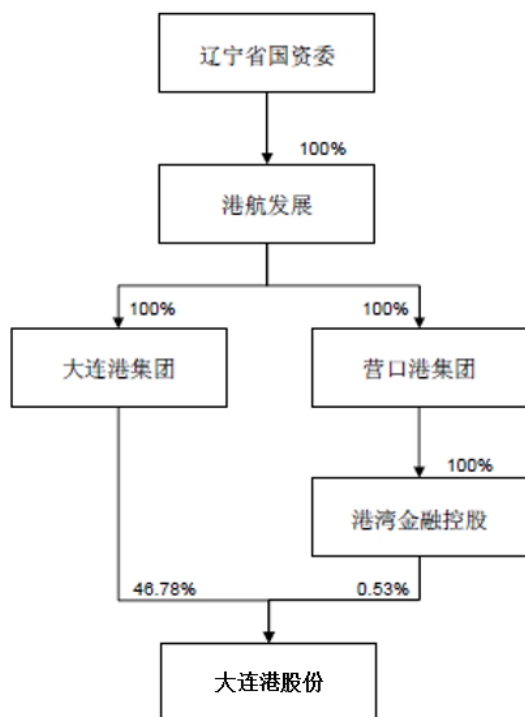 辽宁省国资委
100%
港航发展
100%
100%
大连港集团
营口港集团
100%
港湾金融控股
46.78%
0.53%
大连港股份